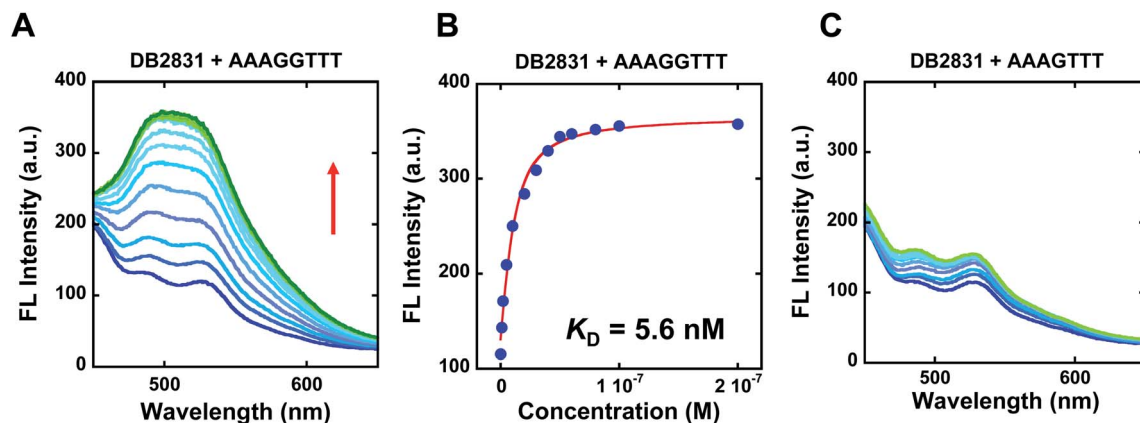 A
DB2831 + AAAGGTTT
400
300
200
100
0
FL Intensity (a.u.)
500
600
Wavelength (nm)
B
DB2831 + AAAGGTTT
400
300
200
100
FL Intensity (a.u.)
K_D = 5.6 nM
0
1 10^-7
2 10^-7
Concentration (M)
C
DB2831 + AAAGTTT
400
300
200
100
0
FL Intensity (a.u.)
500
600
Wavelength (nm)